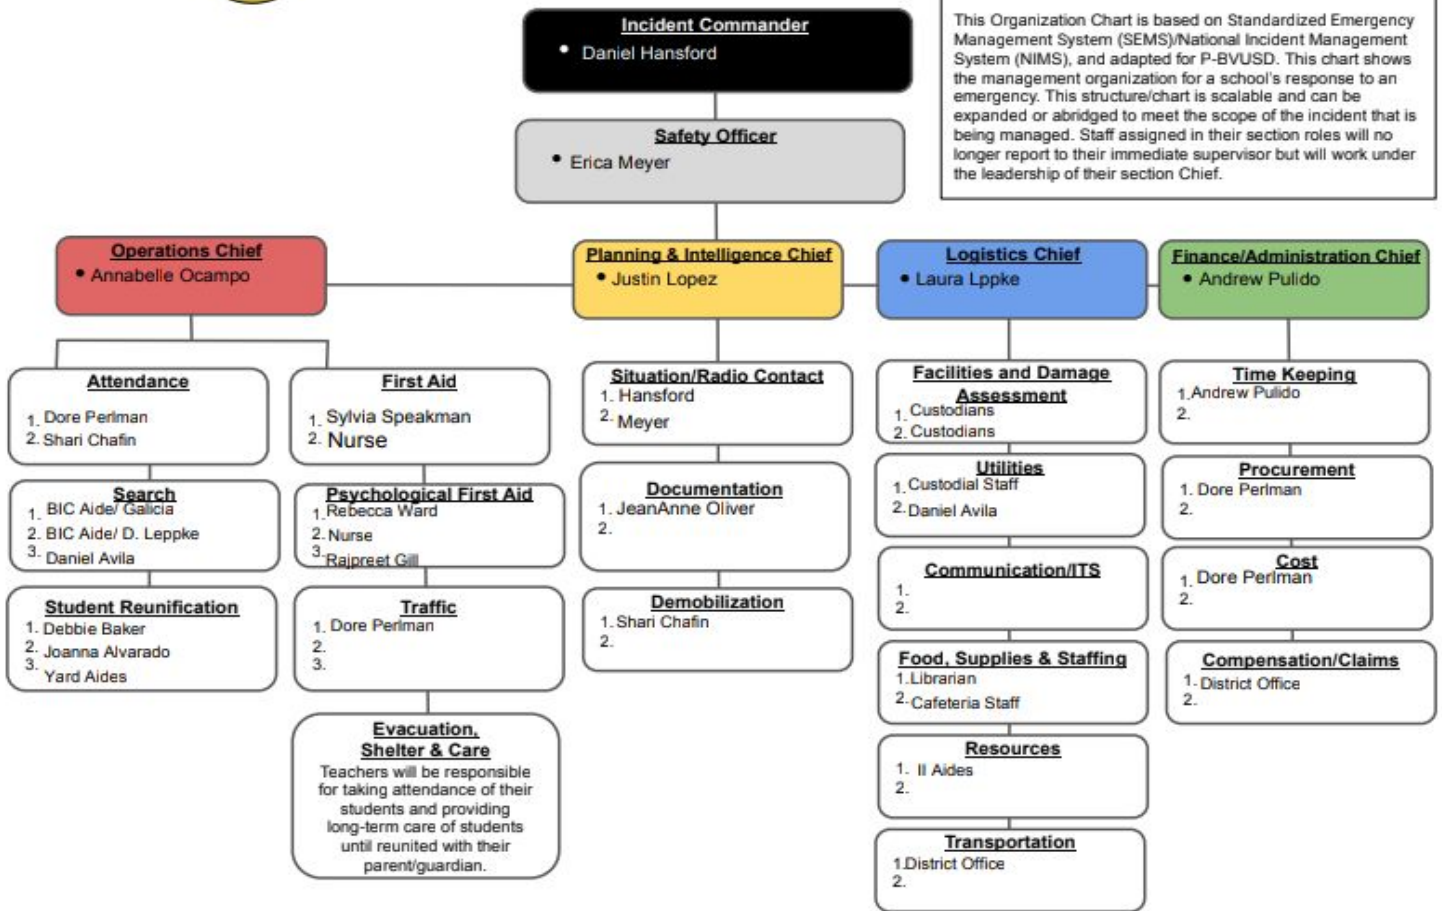 Incident Commander
• Daniel Hansford
This Organization Chart is based on Standardized Emergency
Management System (SEMS)/National Incident Management
System (NIMS), and adapted for P-BVUSD. This chart shows
the management organization for a school's response to an
emergency. This structure/chart is scalable and can be
expanded or abridged to meet the scope of the incident that is
being managed. Staff assigned in their section roles will no
longer report to their immediate supervisor but will work under
the leadership of their section Chief.
Safety Officer
• Erica Meyer
Operations Chief
• Annabelle Ocampo
Planning & Intelligence Chief
• Justin Lopez
Logistics Chief
• Laura Lppke
Finance/Administration Chief
• Andrew Pulido
Attendance
1. Dore Perlman
2. Shari Chafin
Search
1. BIC Aide/ Galicia
2. BIC Aide/ D. Leppke
3. Daniel Avila
Student Reunification
1. Debbie Baker
2. Joanna Alvarado
3. Yard Aides
First Aid
1. Sylvia Speakman
2. Nurse
Psychological First Aid
1. Rebecca Ward
2. Nurse
3. Rajpreet Gill
Traffic
1. Dore Perlman
2.
3.
Evacuation,
Shelter & Care
Teachers will be responsible
for taking attendance of their
students and providing
long-term care of students
until reunited with their
parent/guardian.
Situation/Radio Contact
1. Hansford
2. Meyer
Documentation
1. JeanAnne Oliver
2.
Demobilization
1. Shari Chafin
2.
Facilities and Damage
Assessment
1. Custodians
2. Custodians
Utilities
1. Custodial Staff
2. Daniel Avila
Communication/ITS
1.
2.
Food, Supplies & Staffing
1. Librarian
2. Cafeteria Staff
Resources
1. II Aides
2.
Transportation
1. District Office
2.
Time Keeping
1. Andrew Pulido
2.
Procurement
1. Dore Perlman
2.
Cost
1. Dore Perlman
2.
Compensation/Claims
1. District Office
2.